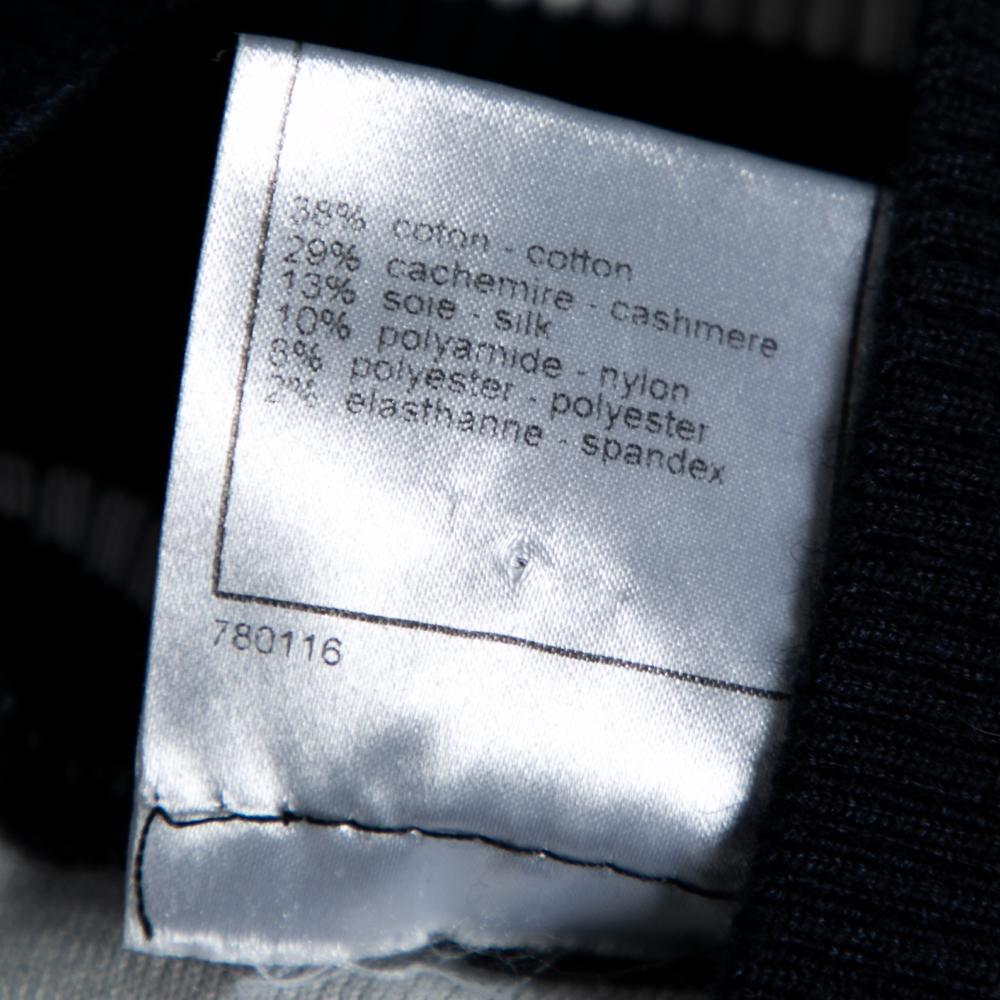 38% coton - cotton
29% cachemire - cashmere
13% soie - silk
10% polyamide - nylon
8% polyester - polyester
2% elasthanne - spandex
780116